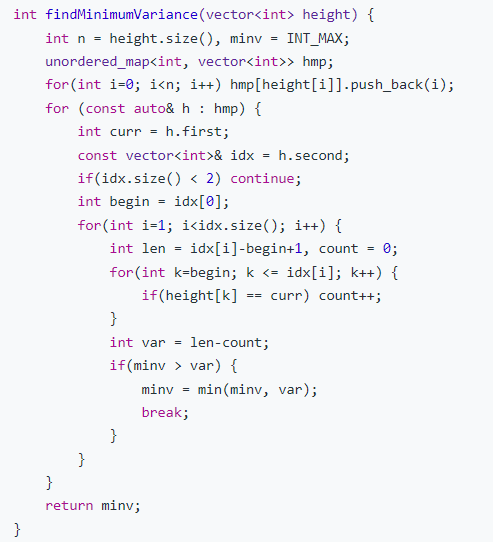 int findMinimumVariance(vector<int> height) {
    int n = height.size(), minv = INT_MAX;
    unordered_map<int, vector<int>> hmp;
    for(int i=0; i<n; i++) hmp[height[i]].push_back(i);
    for (const auto& h : hmp) {
        int curr = h.first;
        const vector<int>& idx = h.second;
        if(idx.size() < 2) continue;
        int begin = idx[0];
        for(int i=1; i<idx.size(); i++) {
            int len = idx[i]-begin+1, count = 0;
            for(int k=begin; k <= idx[i]; k++) {
                if(height[k] == curr) count++;
            }
            int var = len-count;
            if(minv > var) {
                minv = min(minv, var);
                break;
            }
        }
    }
    return minv;
}